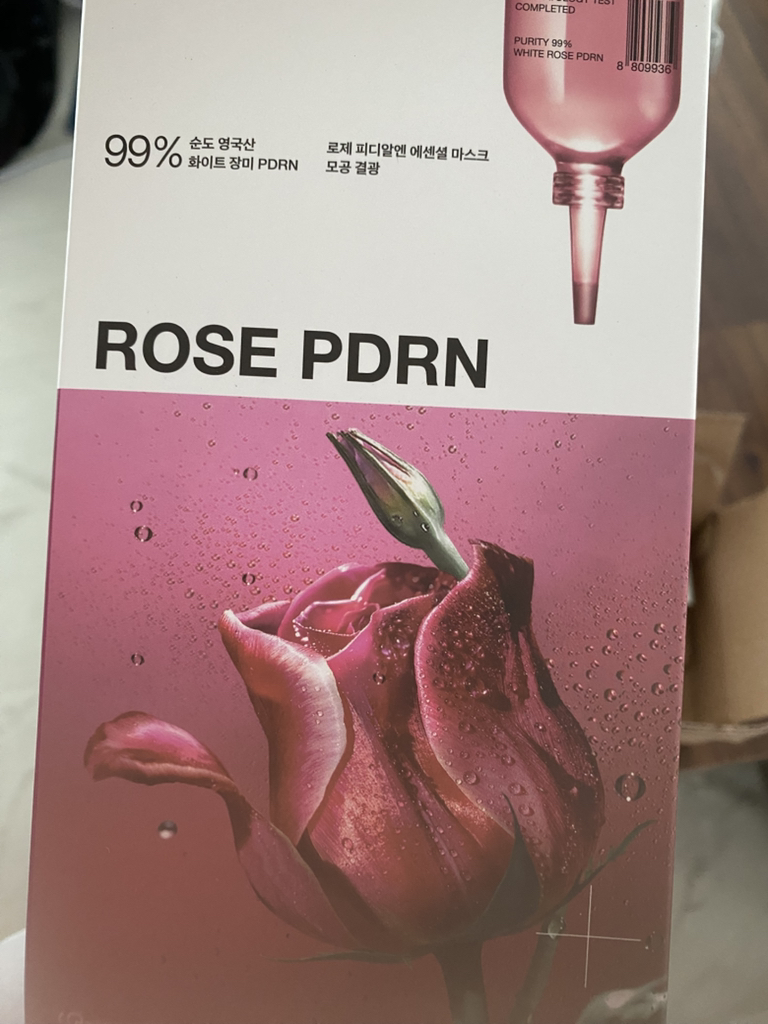 TEST
COMPLETED
PURITY 99%
WHITE ROSE PDRN
8 809936
99% 순도 영국산
화이트 장미 PDRN
로제 피디알엔 에센셜 마스크
모공 결광
ROSE PDRN